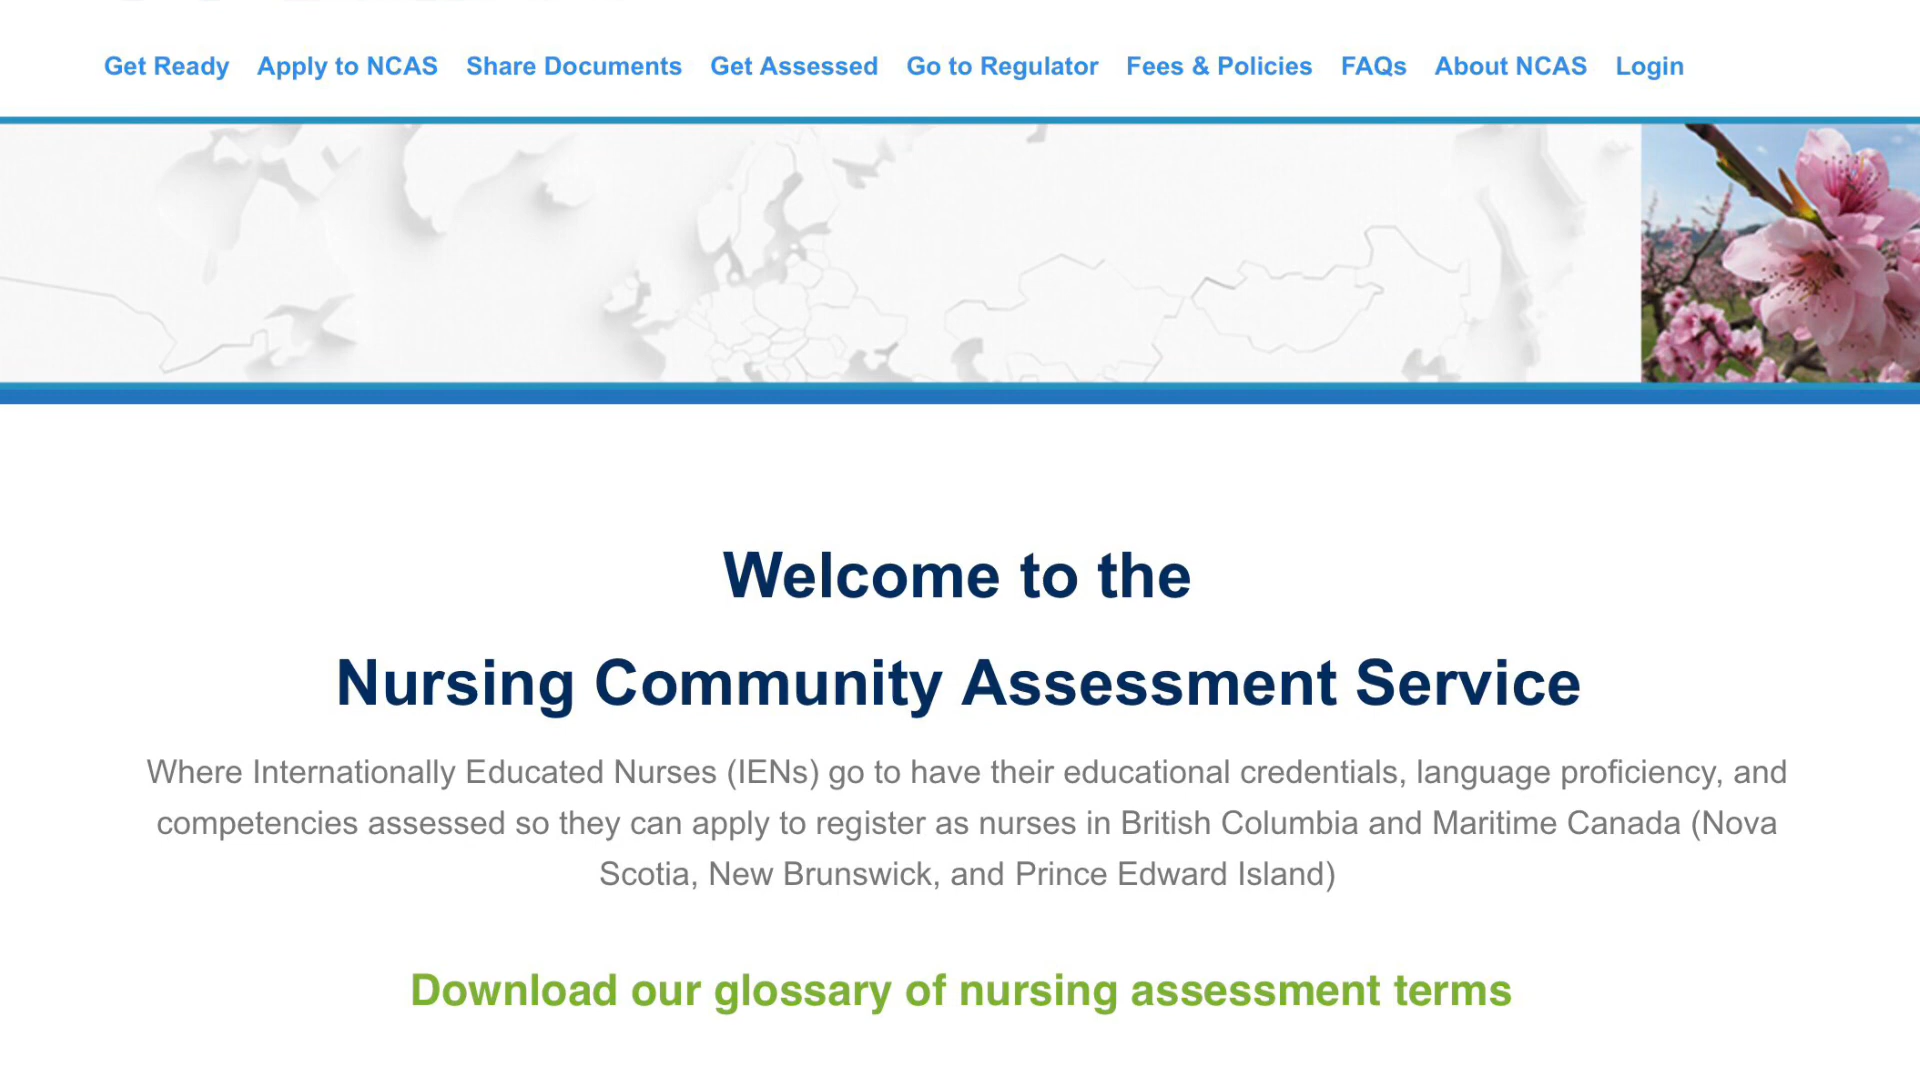 Get Ready Apply to NCAS Share Documents Get Assessed Go to Regulator Fees & Policies FAQs About NCAS Login
Welcome to the
Nursing Community Assessment Service
Where Internationally Educated Nurses (IENs) go to have their educational credentials, language proficiency, and
competencies assessed so they can apply to register as nurses in British Columbia and Maritime Canada (Nova
Scotia, New Brunswick, and Prince Edward Island)
Download our glossary of nursing assessment terms